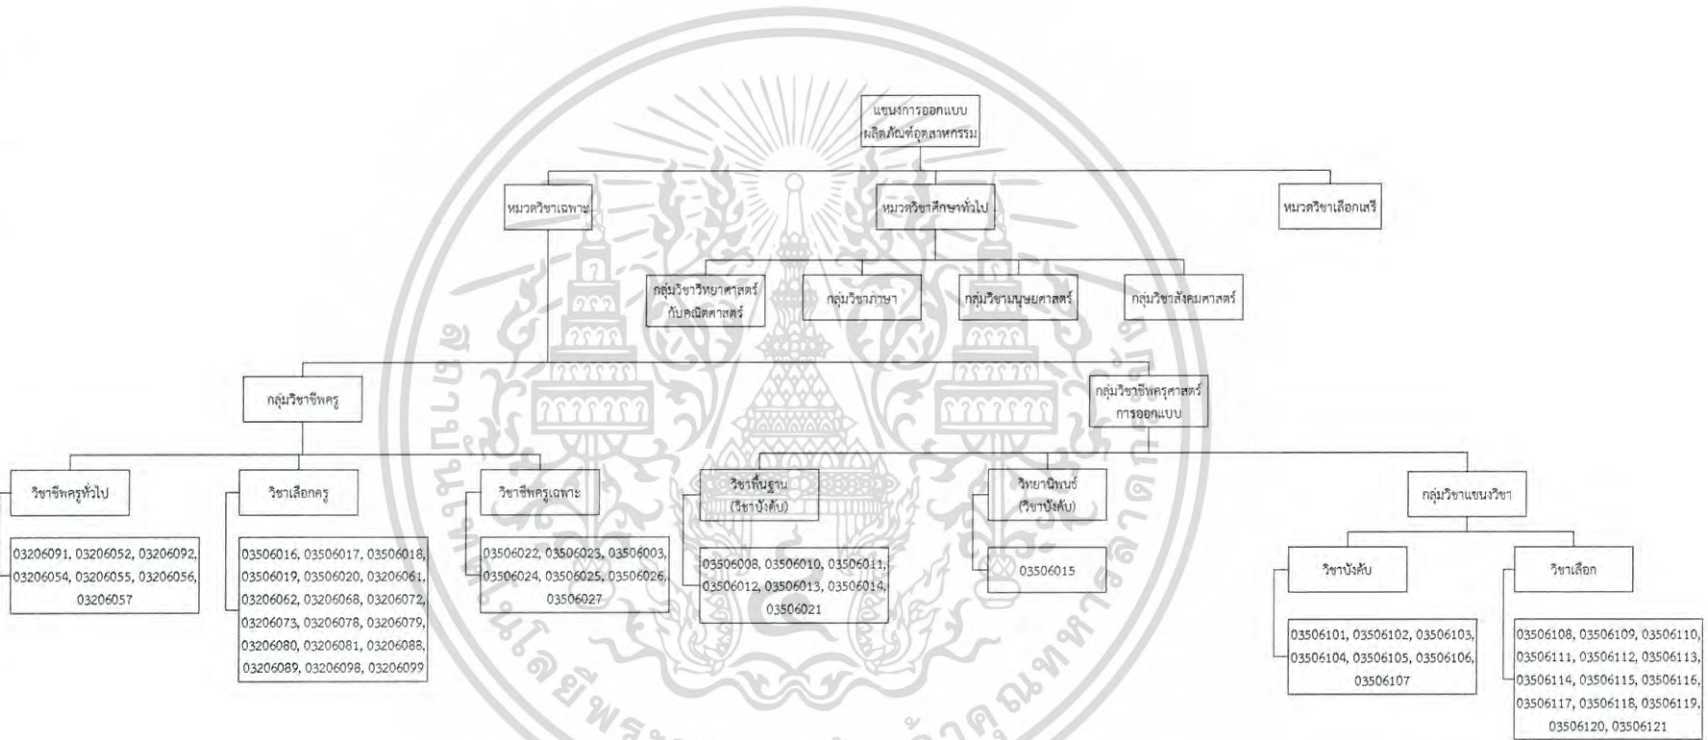 แขนงการออกแบบ
ผลิตภัณฑ์อุตสาหกรรม
หมวดวิชาเฉพาะ
หมวดวิชาศึกษาทั่วไป
หมวดวิชาเลือกเสรี
กลุ่มวิชาวิทยาศาสตร์
กับคณิตศาสตร์
กลุ่มวิชาภาษา
กลุ่มวิชามนุษยศาสตร์
กลุ่มวิชาสังคมศาสตร์
กลุ่มวิชาชีพครู
กลุ่มวิชาชีพครุศาสตร์
การออกแบบ
วิชาชีพครูทั่วไป
วิชาเลือกครู
วิชาชีพครูเฉพาะ
วิชาพื้นฐาน
(วิชาบังคับ)
วิทยานิพนธ์
(วิชาบังคับ)
กลุ่มวิชาแขนงวิชา
03206091, 03206052, 03206092,
03206054, 03206055, 03206056,
03206057
03506016, 03506017, 03506018,
03506019, 03506020, 03206061,
03206062, 03206068, 03206072,
03206073, 03206078, 03206079,
03206080, 03206081, 03206088,
03206089, 03206098, 03206099
03506022, 03506023, 03506003,
03506024, 03506025, 03506026,
03506027
03506008, 03506010, 03506011,
03506012, 03506013, 03506014,
03506021
03506015
วิชาบังคับ
วิชาเลือก
03506101, 03506102, 03506103,
03506104, 03506105, 03506106,
03506107
03506108, 03506109, 03506110,
03506111, 03506112, 03506113,
03506114, 03506115, 03506116,
03506117, 03506118, 03506119,
03506120, 03506121